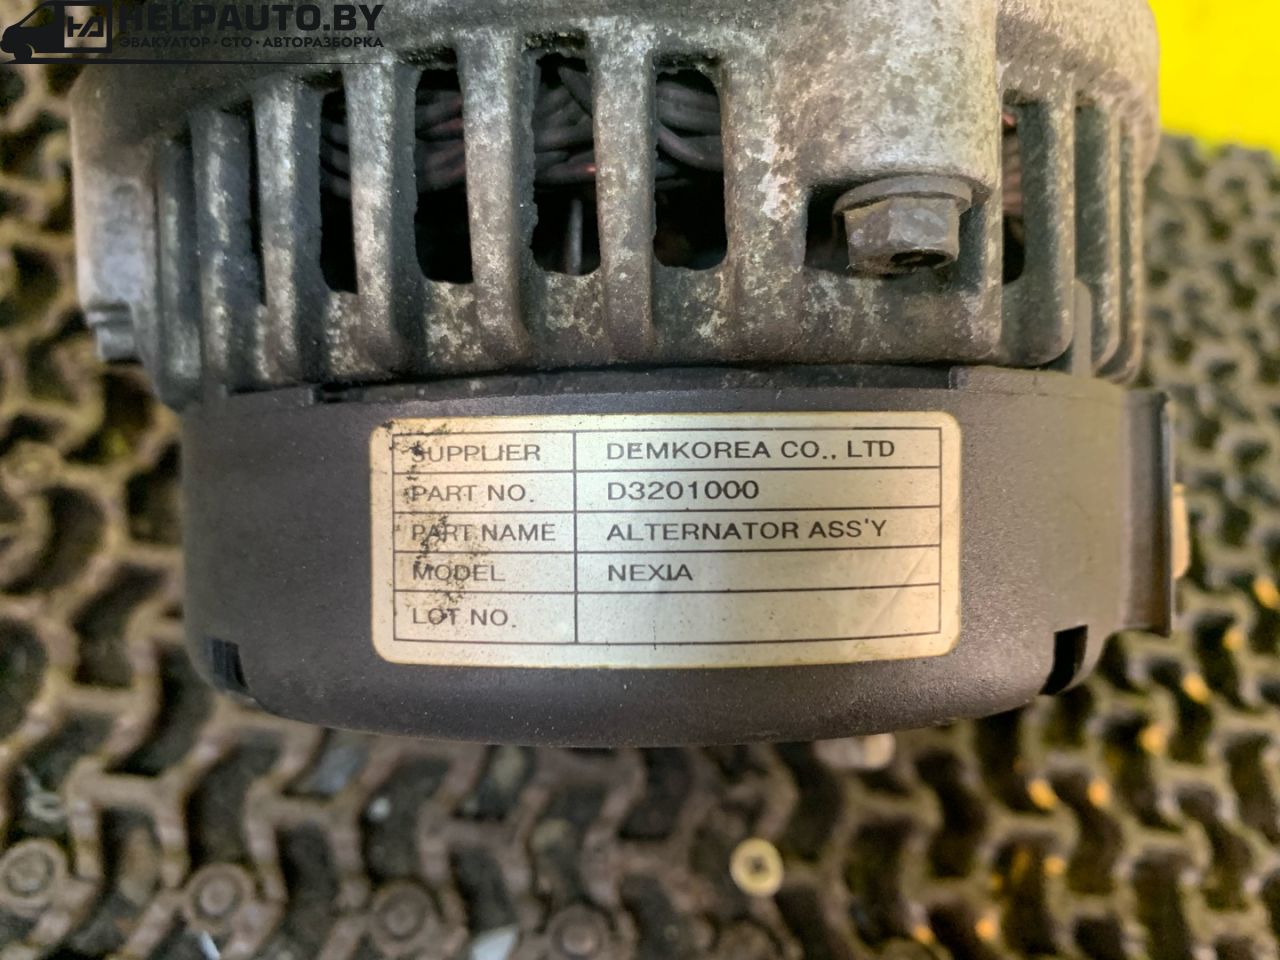 HELPAUTO.BY
ЭВАКУАТОР · СТО · АВТОРАЗБОРКА
SUPPLIER DEMKOREA CO., LTD
PART NO. D3201000
PART NAME ALTERNATOR ASS'Y
MODEL NEXIA
LOT NO.